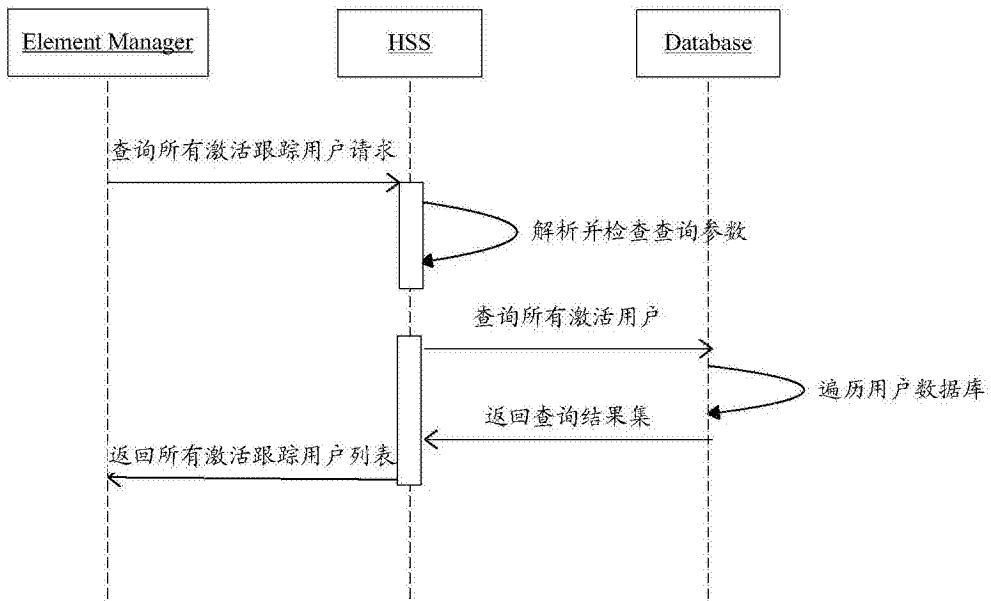 Element Manager
HSS
Database
查询所有激活跟踪用户请求
解析并检查查询参数
查询所有激活用户
遍历用户数据库
返回查询结果集
返回所有激活跟踪用户列表